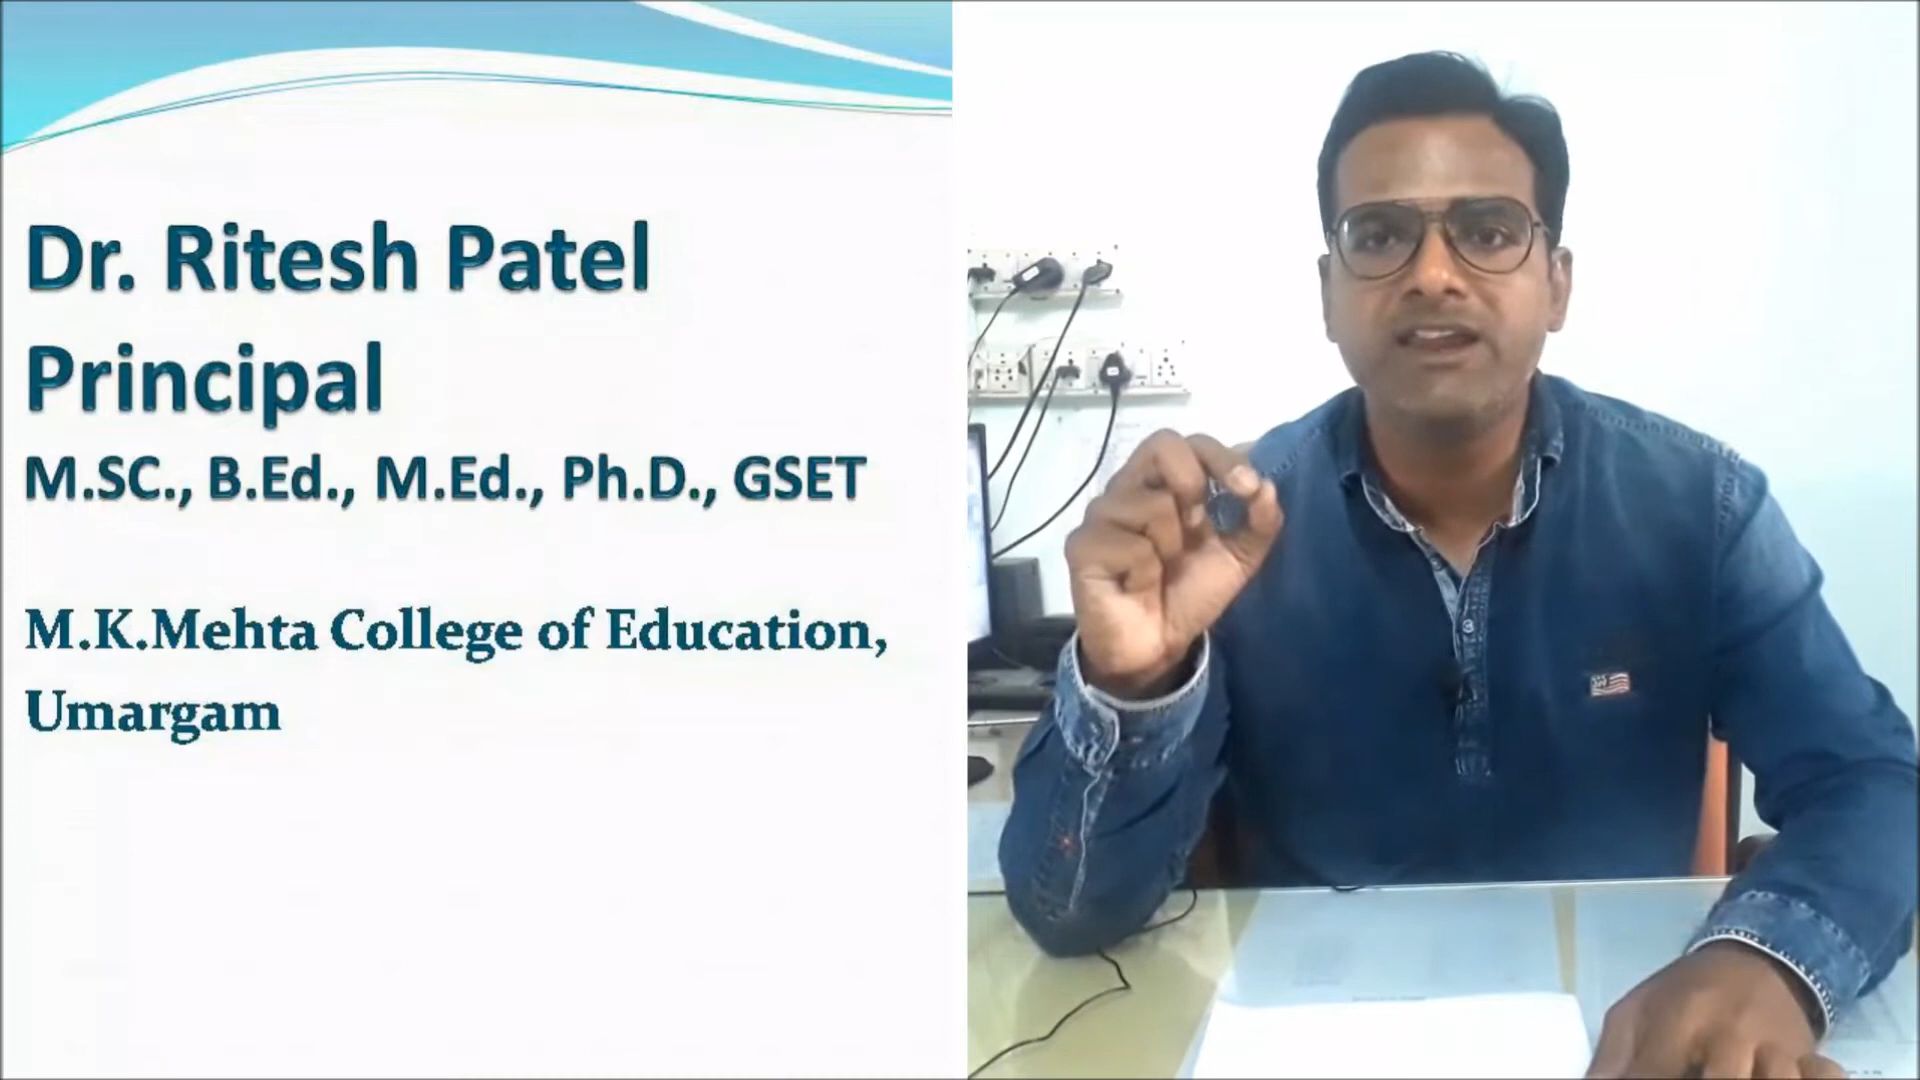 Dr. Ritesh Patel
Principal
M.SC., B.Ed., M.Ed., Ph.D., GSET
M.K.Mehta College of Education,
Umargam